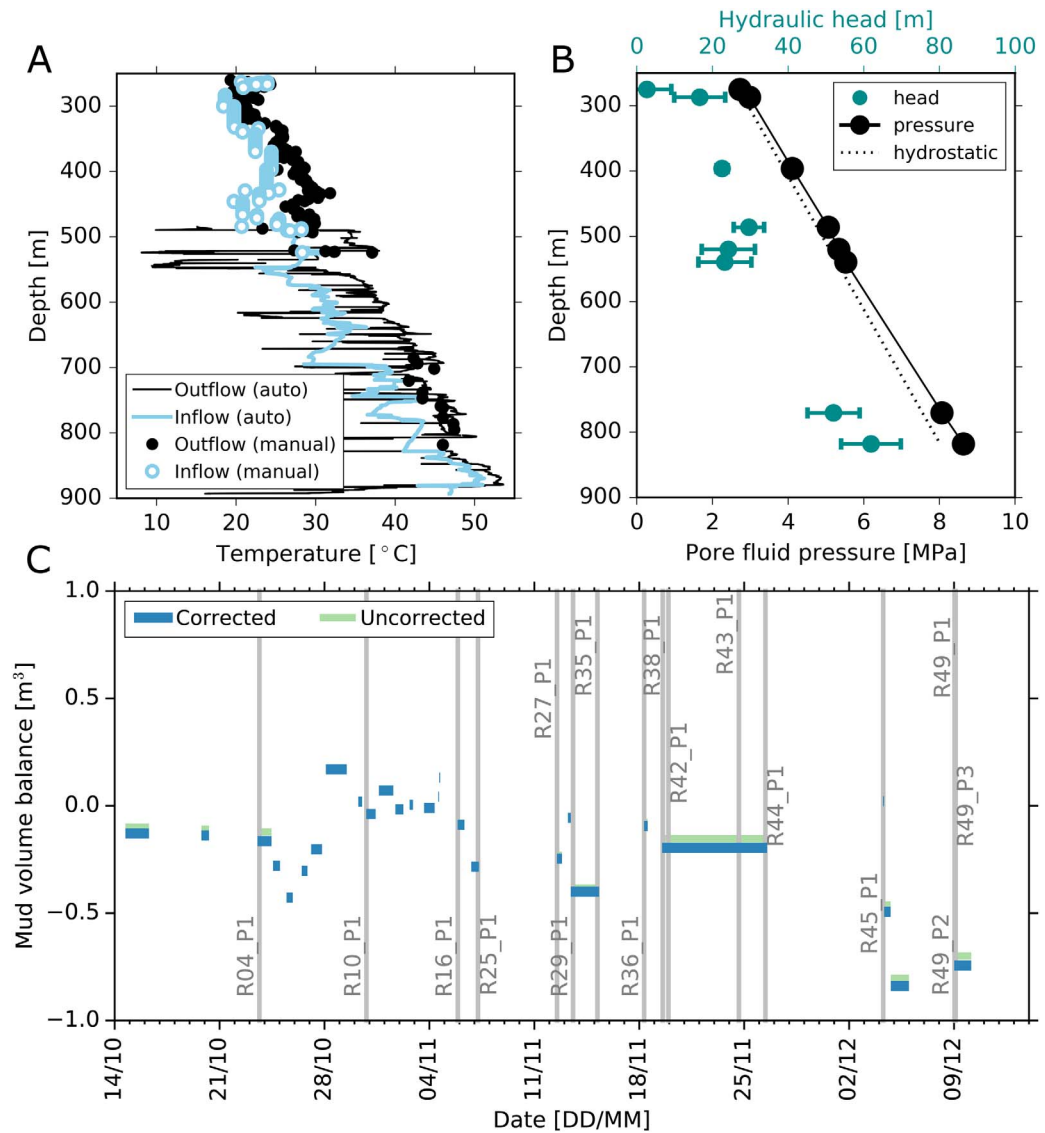 A
300
400
500
600
700
800
900
Depth [m]
10 20 30 40 50
Temperature [°C]
Outflow (auto)
Inflow (auto)
Outflow (manual)
Inflow (manual)
B
Hydraulic head [m]
0 20 40 60 80 100
300
400
500
600
700
800
900
Depth [m]
0 2 4 6 8 10
Pore fluid pressure [MPa]
head
pressure
hydrostatic
C
Corrected Uncorrected
1.0
0.5
0.0
−0.5
−1.0
Mud volume balance [m³]
R04_P1
R10_P1
R16_P1
R25_P1
R27_P1
R29_P1
R35_P1
R36_P1
R38_P1
R42_P1
R43_P1
R44_P1
R45_P1
R49_P1
R49_P2
R49_P3
14/10 21/10 28/10 04/11 11/11 18/11 25/11 02/12 09/12
Date [DD/MM]